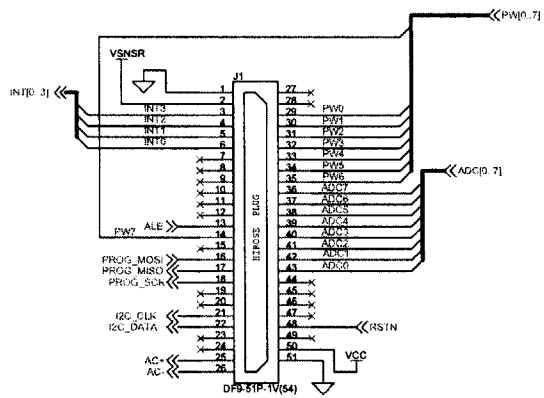 PW[0..7]
VSNSR
J1
INT[0..3]
1 27
2 28
INT3 3 29 PW0
INT2 4 30 PW1
INT1 5 31 PW2
INT0 6 32 PW3
7 33 PW4
8 34 PW5
9 35 PW6
ADC[0..7]
10 36 ADC7
11 37 ADC6
12 38 ADC5
ALE 13 39 ADC4
PW7 14 40 ADC3
15 41 ADC2
PROG_MOSI 16 42 ADC1
PROG_MISO 17 43 ADC0
PROG_SCK 18 44
19 45
20 46
I2C_CLK 21 47
I2C_DATA 22 48 RSTN
23 49
24 50 VCC
AC+ 25 51
AC- 26
HIROSE PLUG
DF9-51P-1V(54)